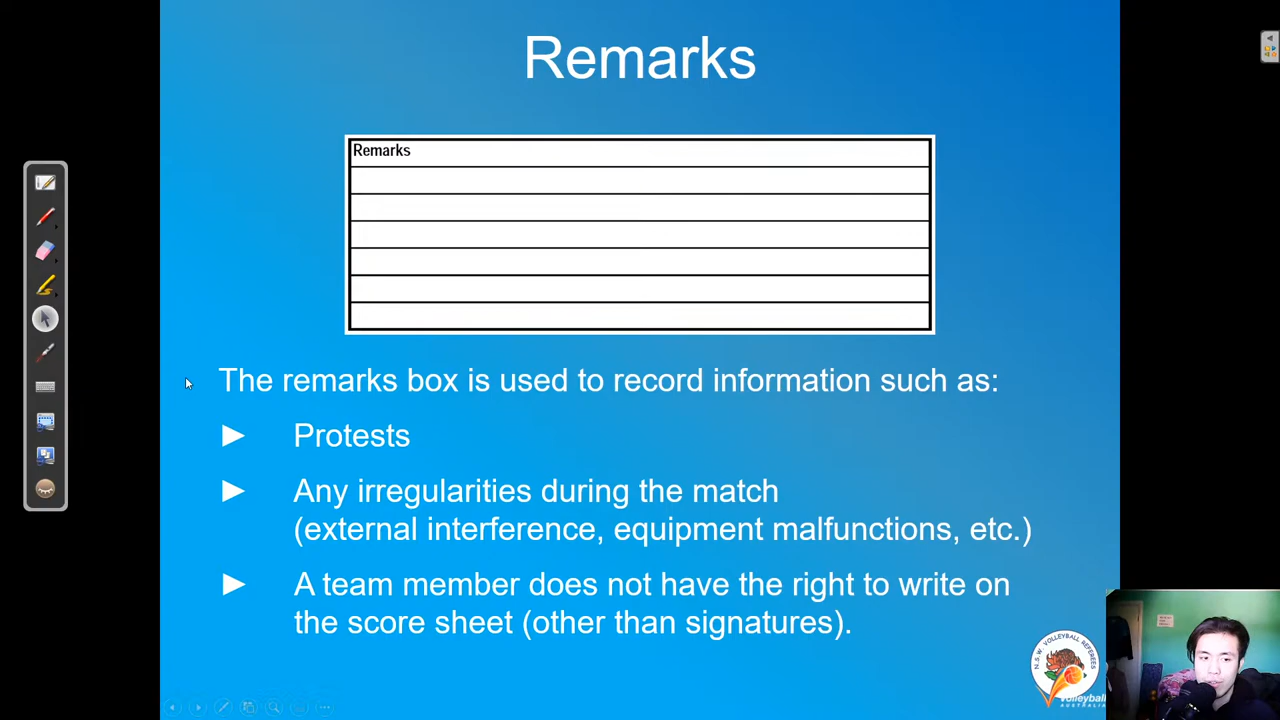 Remarks
Remarks
The remarks box is used to record information such as:
Protests
Any irregularities during the match
(external interference, equipment malfunctions, etc.)
A team member does not have the right to write on
the score sheet (other than signatures).
N.S.W. VOLLEYBALL REFEREES
Volleyball
AUSTRALIA